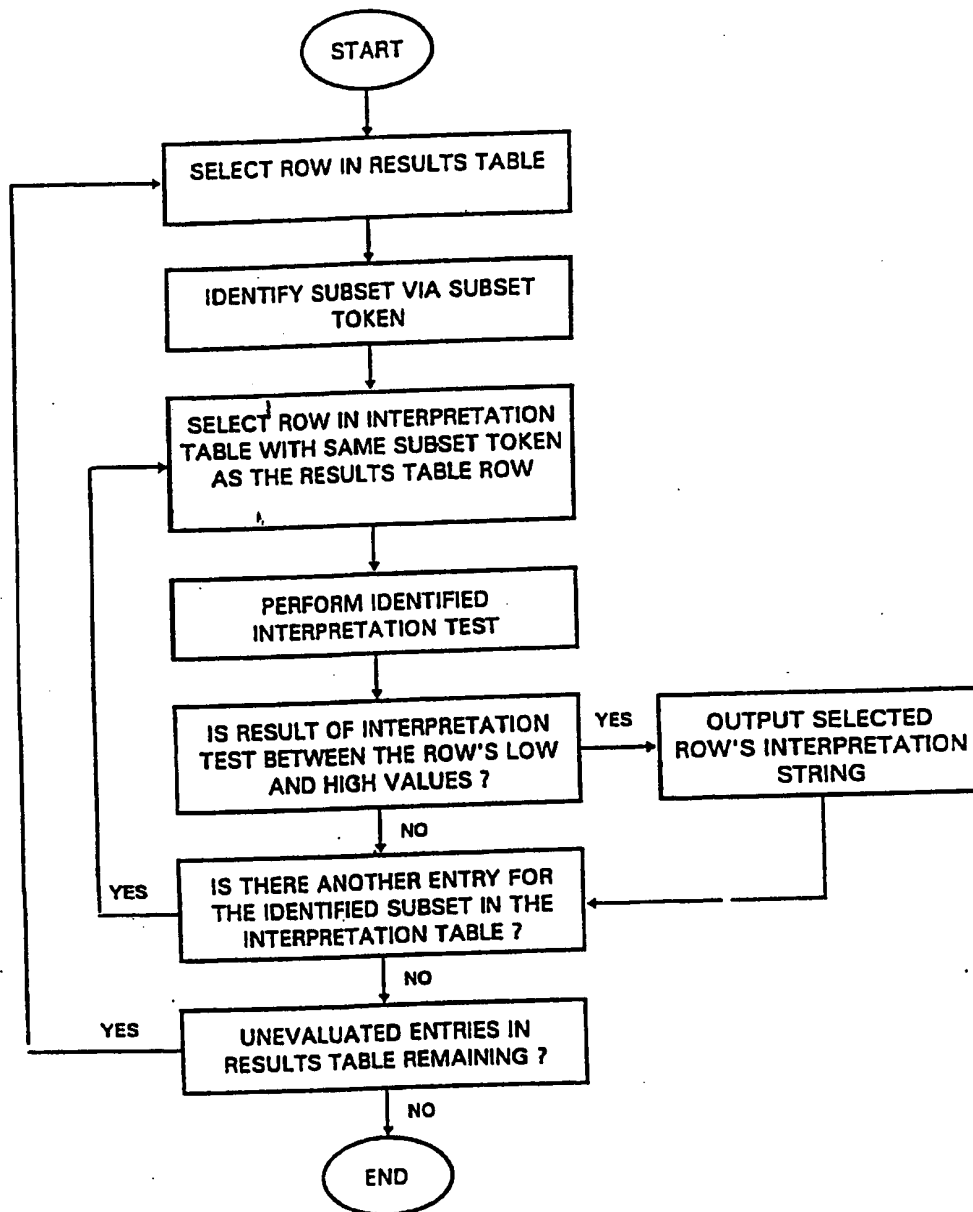 START
SELECT ROW IN RESULTS TABLE
IDENTIFY SUBSET VIA SUBSET
TOKEN
SELECT ROW IN INTERPRETATION
TABLE WITH SAME SUBSET TOKEN
AS THE RESULTS TABLE ROW
PERFORM IDENTIFIED
INTERPRETATION TEST
IS RESULT OF INTERPRETATION
TEST BETWEEN THE ROW'S LOW
AND HIGH VALUES ?
YES
OUTPUT SELECTED
ROW'S INTERPRETATION
STRING
NO
IS THERE ANOTHER ENTRY FOR
THE IDENTIFIED SUBSET IN THE
INTERPRETATION TABLE ?
YES
NO
UNEVALUATED ENTRIES IN
RESULTS TABLE REMAINING ?
YES
NO
END